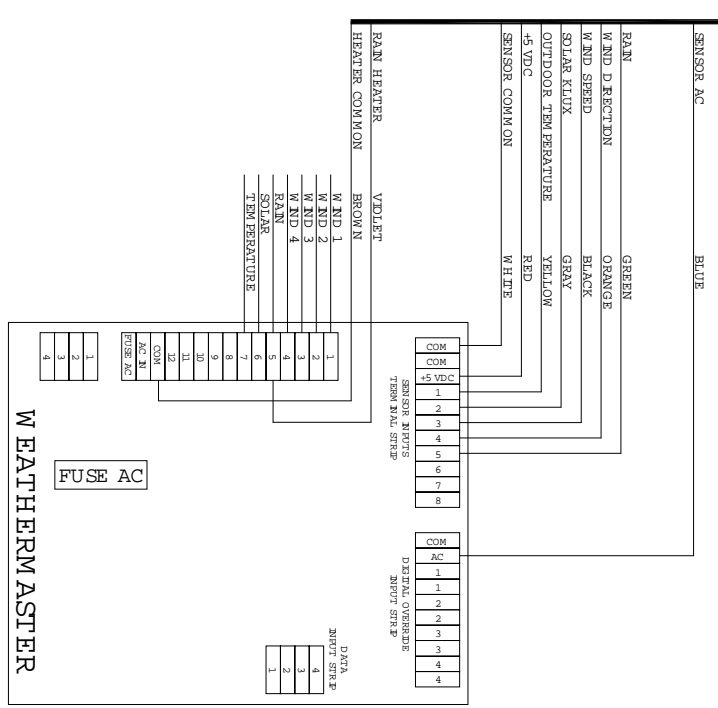 HEATER COMMON
RAIN HEATER
SENSOR COMMON
+5 VDC
OUTDOOR TEMPERATURE
SOLAR KLUX
WIND SPEED
WIND DIRECTION
RAIN
SENSOR AC
BROWN
VIOLET
WHITE
RED
YELLOW
GRAY
BLACK
ORANGE
GREEN
BLUE
TEMPERATURE
SOLAR
RAIN
WIND 4
WIND 3
WIND 2
WIND 1
4
3
2
1
FUSE AC
AC IN
COM
12
11
10
9
8
7
6
5
4
3
2
1
COM
COM
+5 VDC
1
2
3
4
5
6
7
8
SENSOR INPUTS
TERMINAL STRIP
WEATHERMASTER
FUSE AC
COM
AC
1
1
2
2
3
3
4
4
DIGITAL OVERRIDE
INPUT STRIP
DATA
INPUT STRIP
1
2
3
4